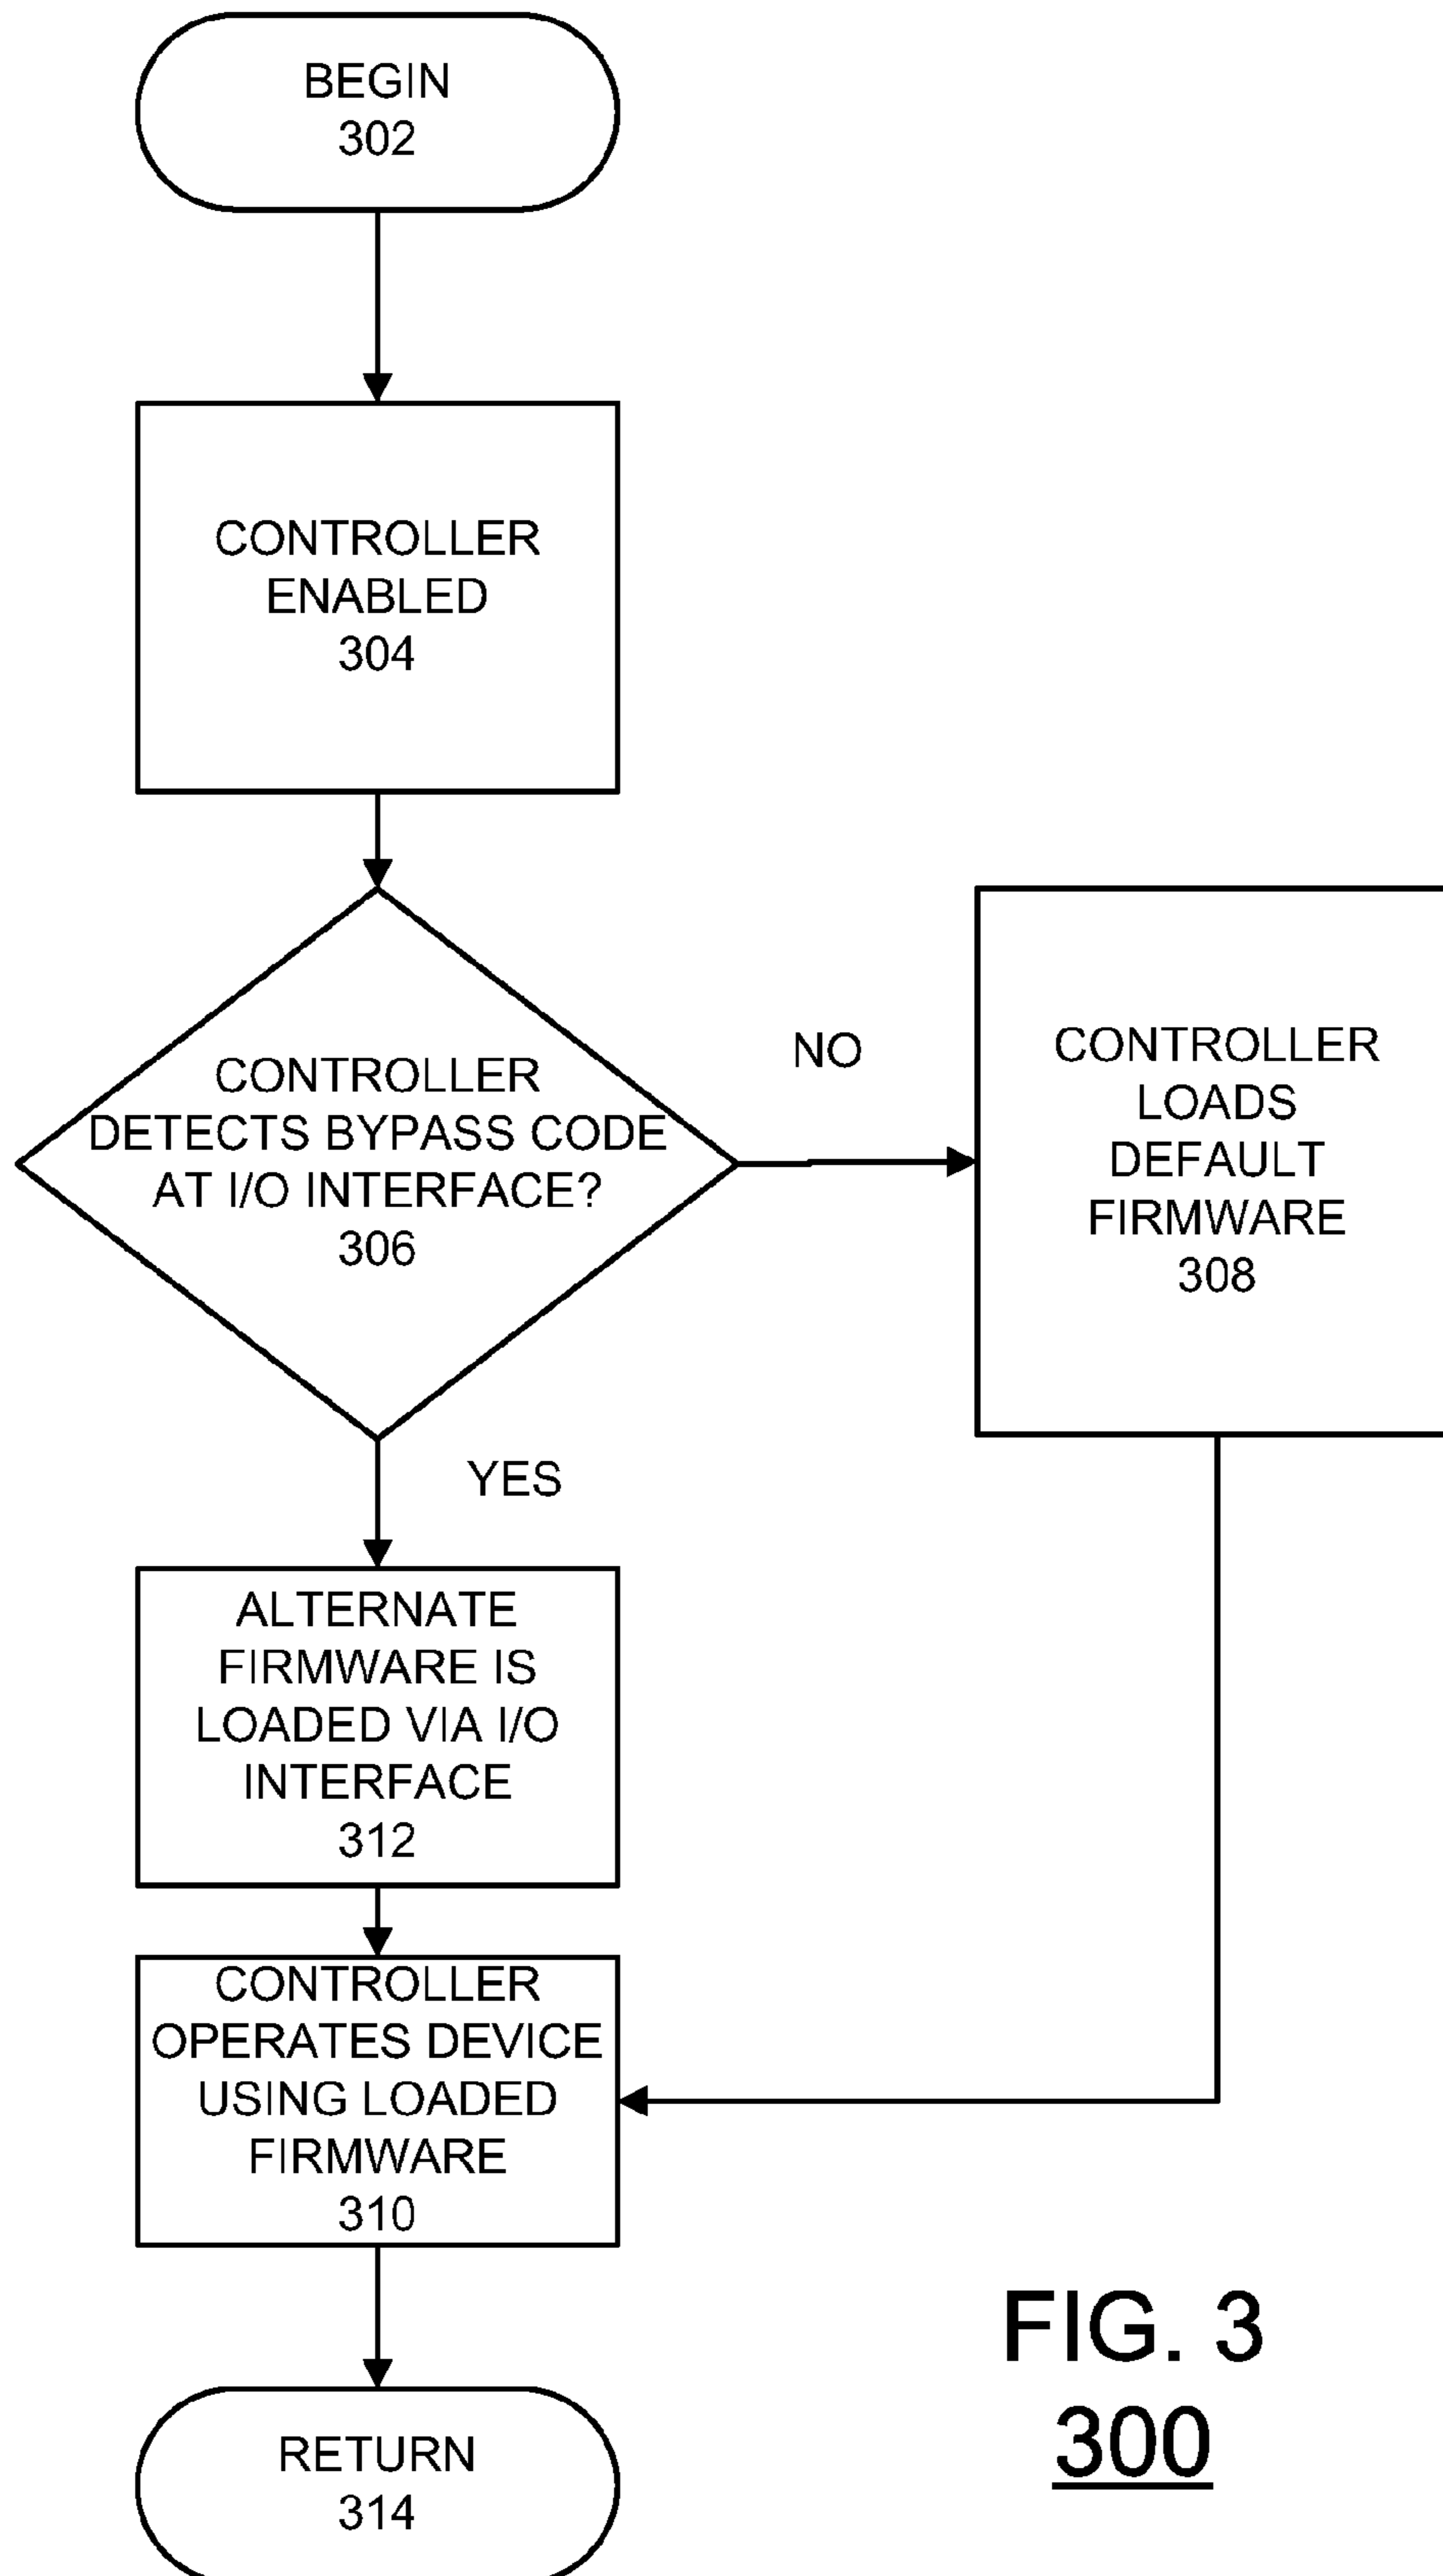 BEGIN
302
CONTROLLER
ENABLED
304
CONTROLLER
DETECTS BYPASS CODE
AT I/O INTERFACE?
306
NO
CONTROLLER
LOADS
DEFAULT
FIRMWARE
308
YES
ALTERNATE
FIRMWARE IS
LOADED VIA I/O
INTERFACE
312
CONTROLLER
OPERATES DEVICE
USING LOADED
FIRMWARE
310
RETURN
314
FIG. 3
300